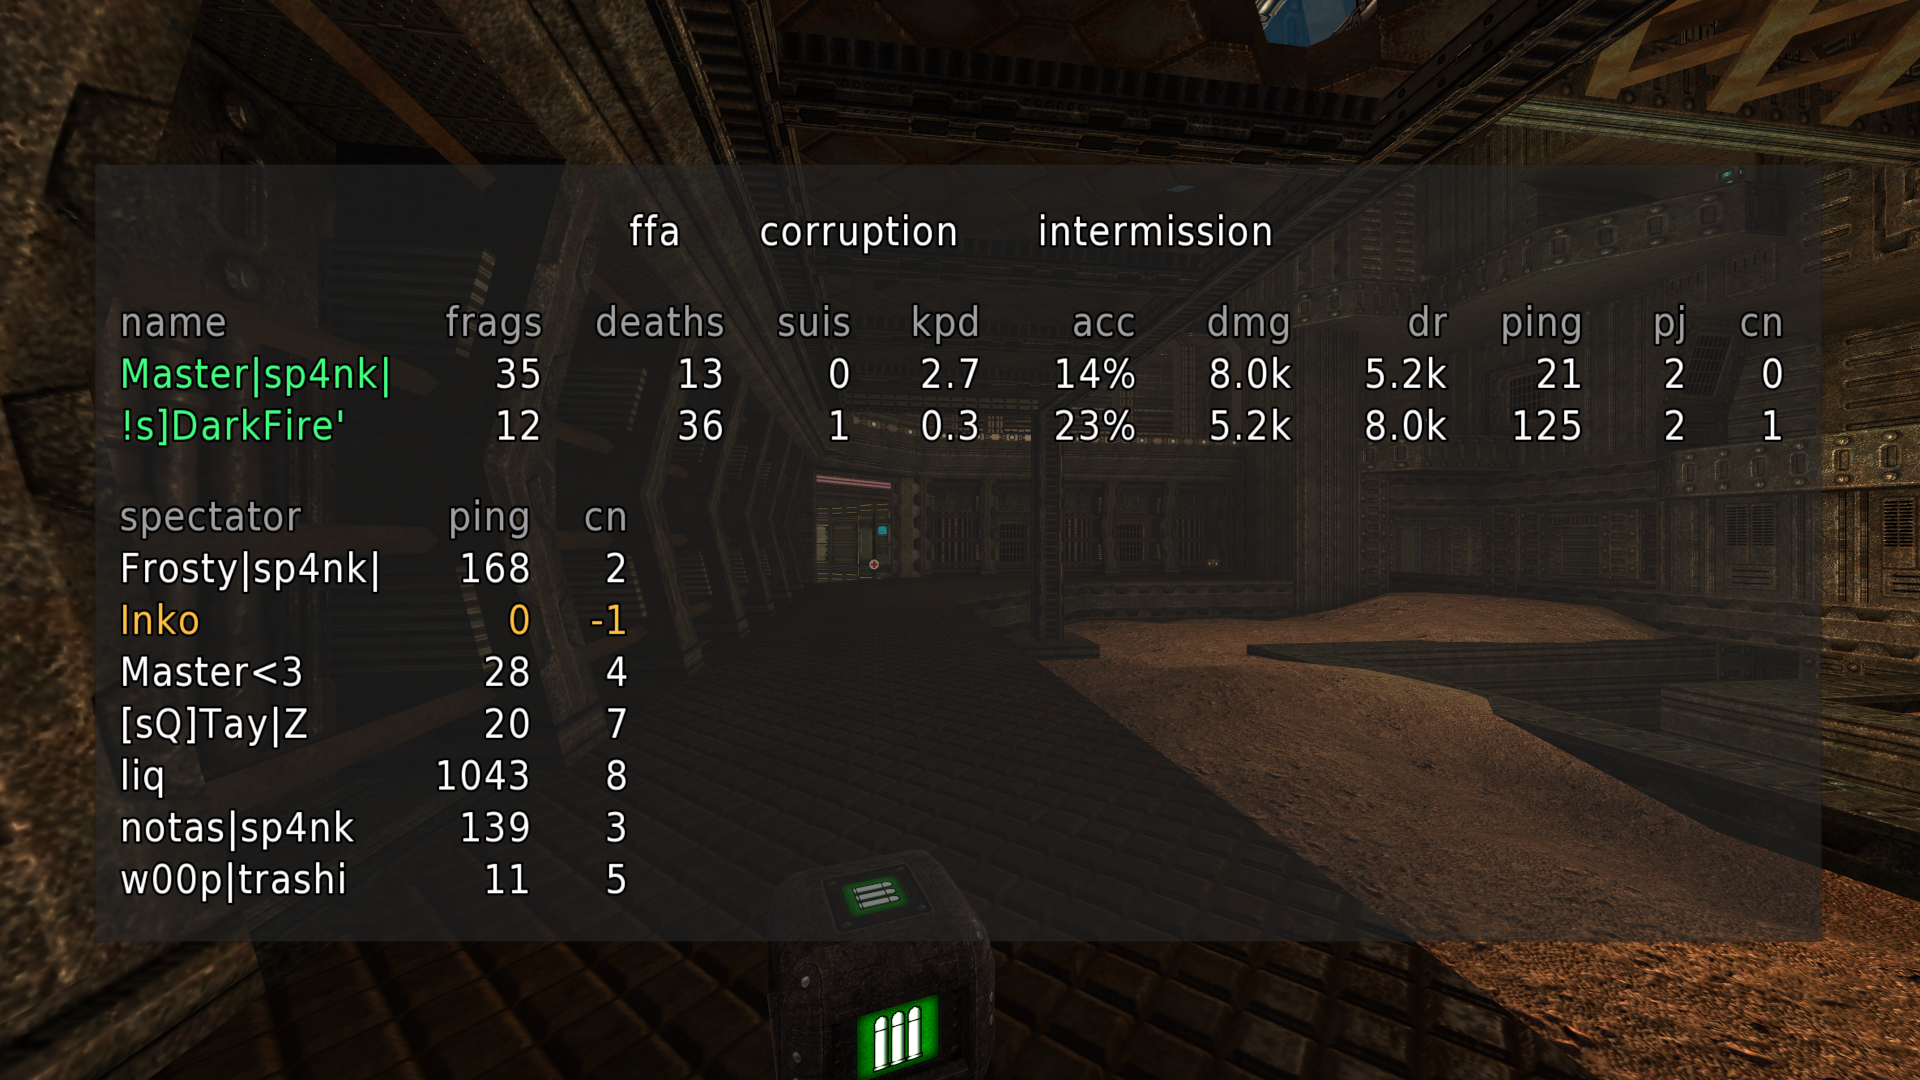 ffa corruption intermission
name frags deaths suis kpd acc dmg dr ping pj cn
Master|sp4nk| 35 13 0 2.7 14% 8.0k 5.2k 21 2 0
!s]DarkFire' 12 36 1 0.3 23% 5.2k 8.0k 125 2 1
spectator ping cn
Frosty|sp4nk| 168 2
Inko 0 -1
Master<3 28 4
[sQ]Tay|Z 20 7
liq 1043 8
notas|sp4nk 139 3
w00p|trashi 11 5